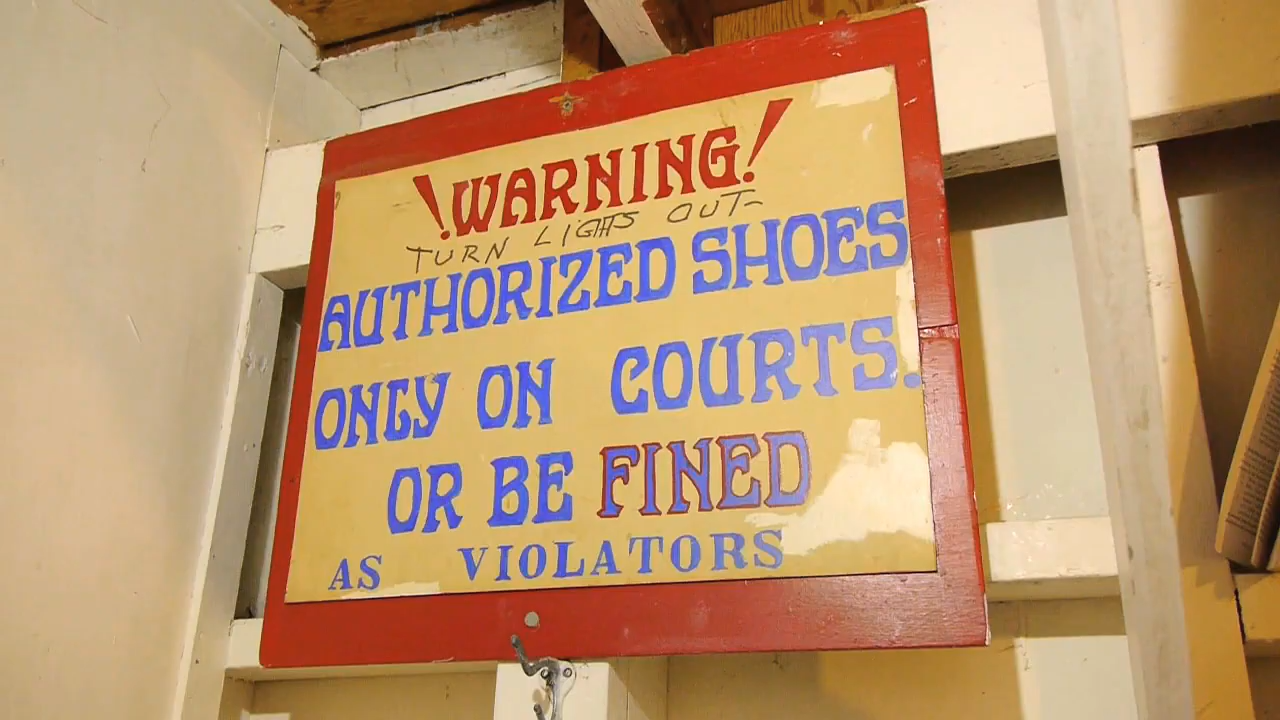 !WARNING!
TURN LIGHTS OUT-
AUTHORIZED SHOES
ONLY ON COURTS.
OR BE FINED
AS VIOLATORS